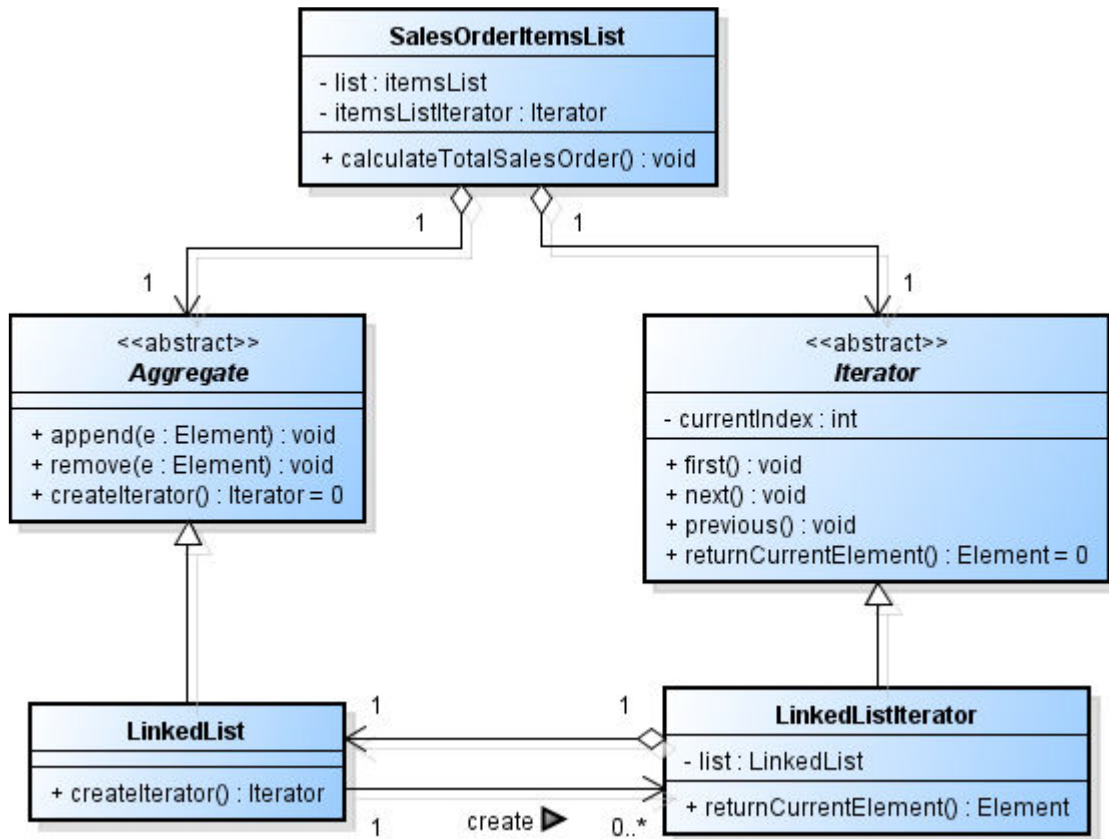 SalesOrderItemsList
- list : itemsList
- itemsListIterator : Iterator
+ calculateTotalSalesOrder() : void
1
1
1
1
<<abstract>>
Aggregate
+ append(e : Element) : void
+ remove(e : Element) : void
+ createIterator() : Iterator = 0
<<abstract>>
Iterator
- currentIndex : int
+ first() : void
+ next() : void
+ previous() : void
+ returnCurrentElement() : Element = 0
LinkedList
+ createIterator() : Iterator
1
1
1
create
0..*
LinkedListIterator
- list : LinkedList
+ returnCurrentElement() : Element